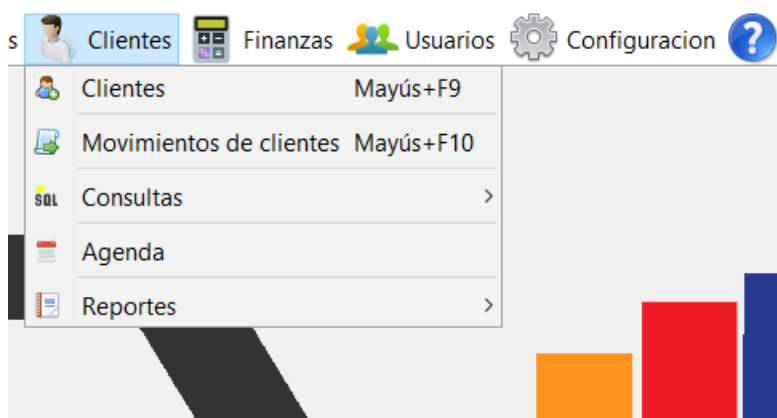 s Clientes Finanzas Usuarios Configuracion ?
Clientes Mayús+F9
Movimientos de clientes Mayús+F10
SQL Consultas
Agenda
Reportes